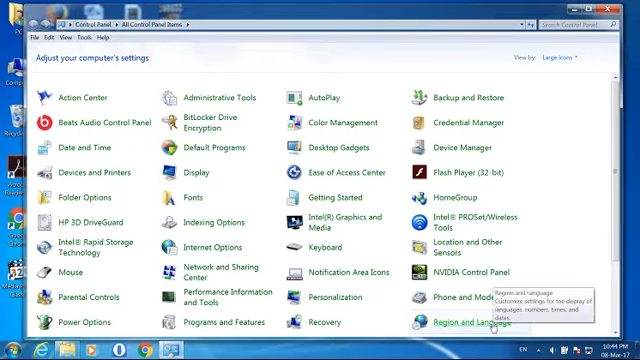 Control Panel ▸ All Control Panel Items ▸
Search Control Panel
File Edit View Tools Help
Adjust your computer's settings
View by: Large icons
Action Center
Administrative Tools
AutoPlay
Backup and Restore
Beats Audio Control Panel
BitLocker Drive
Encryption
Color Management
Credential Manager
Date and Time
Default Programs
Desktop Gadgets
Device Manager
Devices and Printers
Display
Ease of Access Center
Flash Player (32-bit)
Folder Options
Fonts
Getting Started
HomeGroup
HP 3D DriveGuard
Indexing Options
Intel(R) Graphics and
Media
Intel® PROSet/Wireless
Tools
Intel® Rapid Storage
Technology
Internet Options
Keyboard
Location and Other
Sensors
Mouse
Network and Sharing
Center
Notification Area Icons
NVIDIA Control Panel
Parental Controls
Performance Information
and Tools
Personalization
Phone and Mode
Region and Language
Customize settings for the display of
languages, numbers, times, and
dates.
Power Options
Programs and Features
Recovery
Region and Language
PC
Recycl
Media
Class
EN
10:44 PM
08-Mar-17